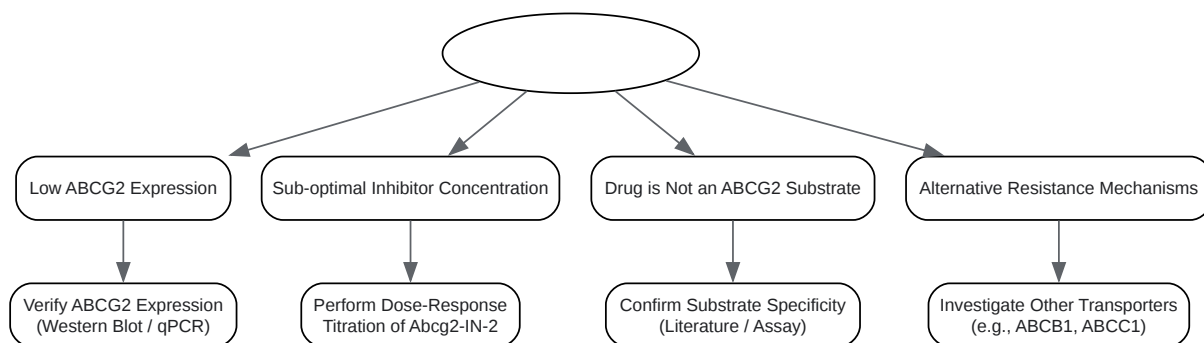 Low ABCG2 Expression
Sub-optimal Inhibitor Concentration
Drug is Not an ABCG2 Substrate
Alternative Resistance Mechanisms
Verify ABCG2 Expression
(Western Blot / qPCR)
Perform Dose-Response
Titration of Abcg2-IN-2
Confirm Substrate Specificity
(Literature / Assay)
Investigate Other Transporters
(e.g., ABCB1, ABCC1)